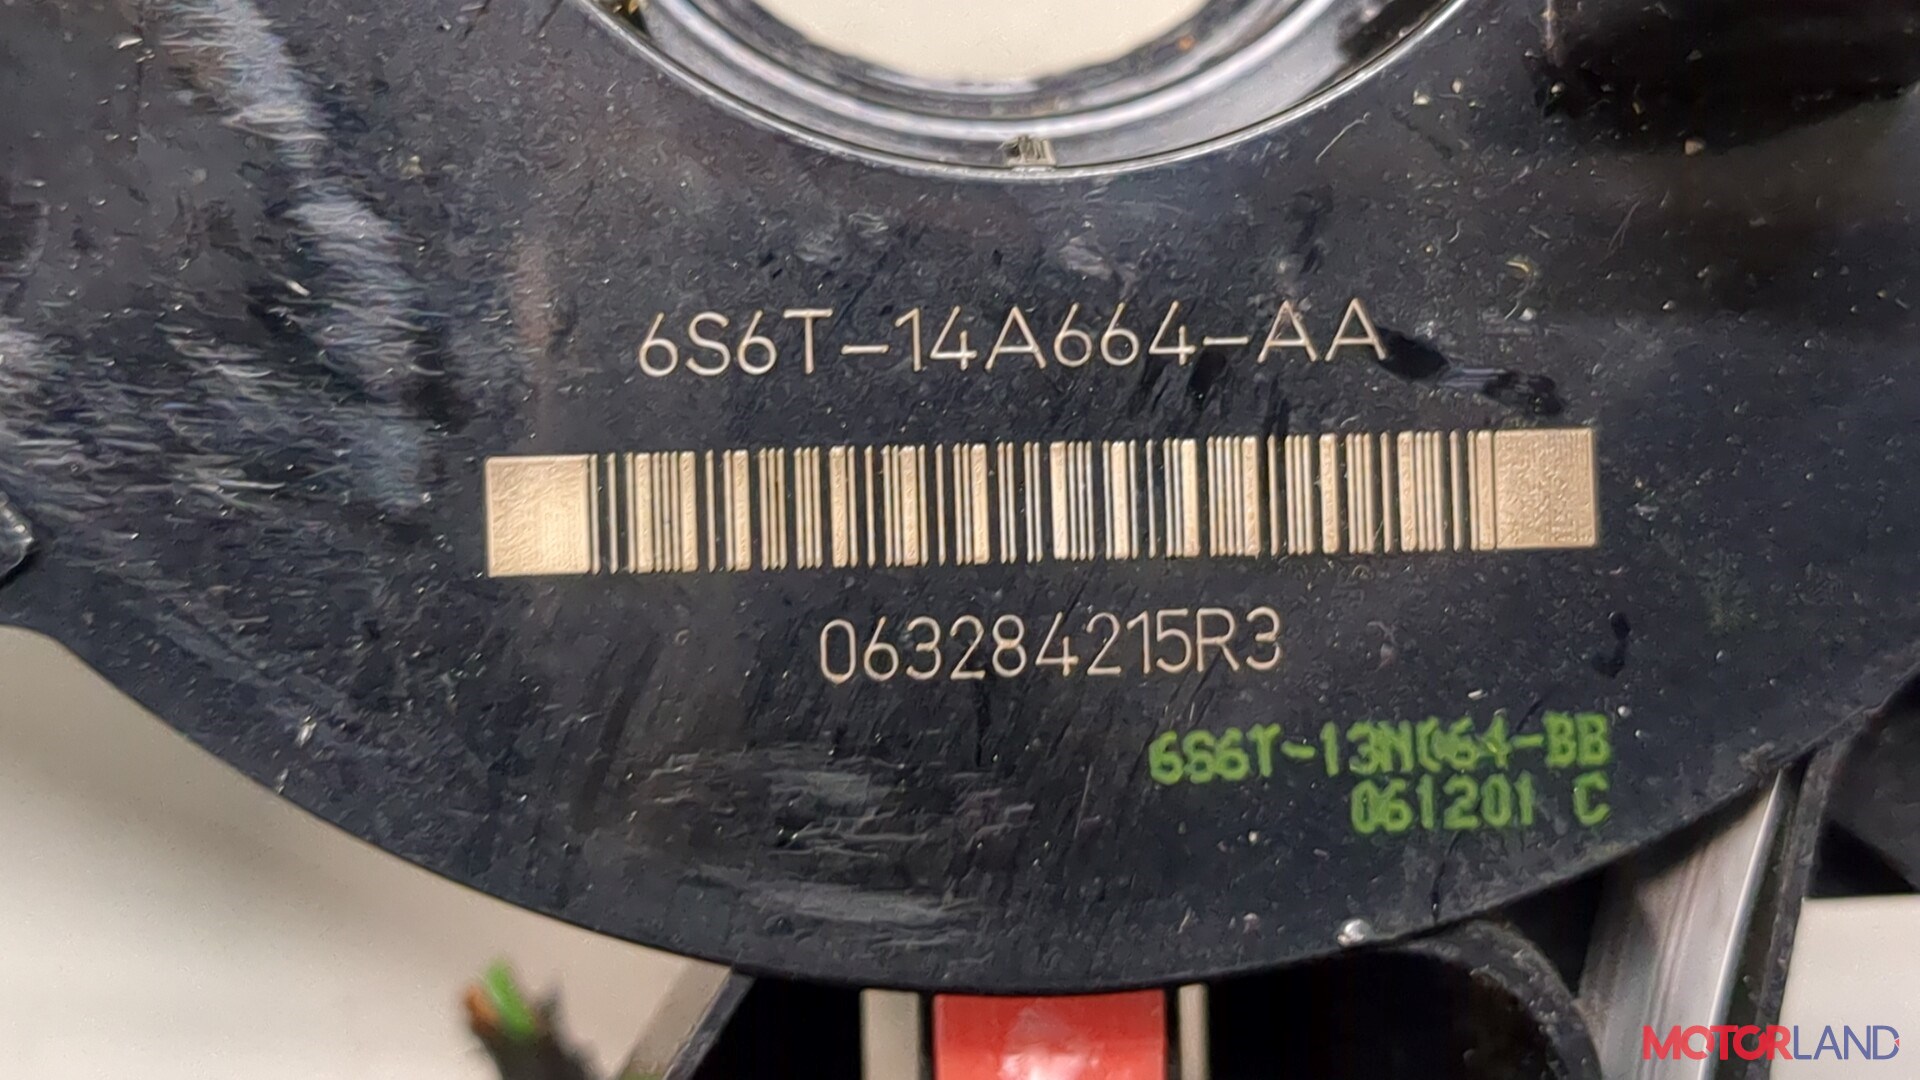 6S6T-14A664-AA
063284215R3
6S6T-13N064-BB
061201 C
MOTORLAND